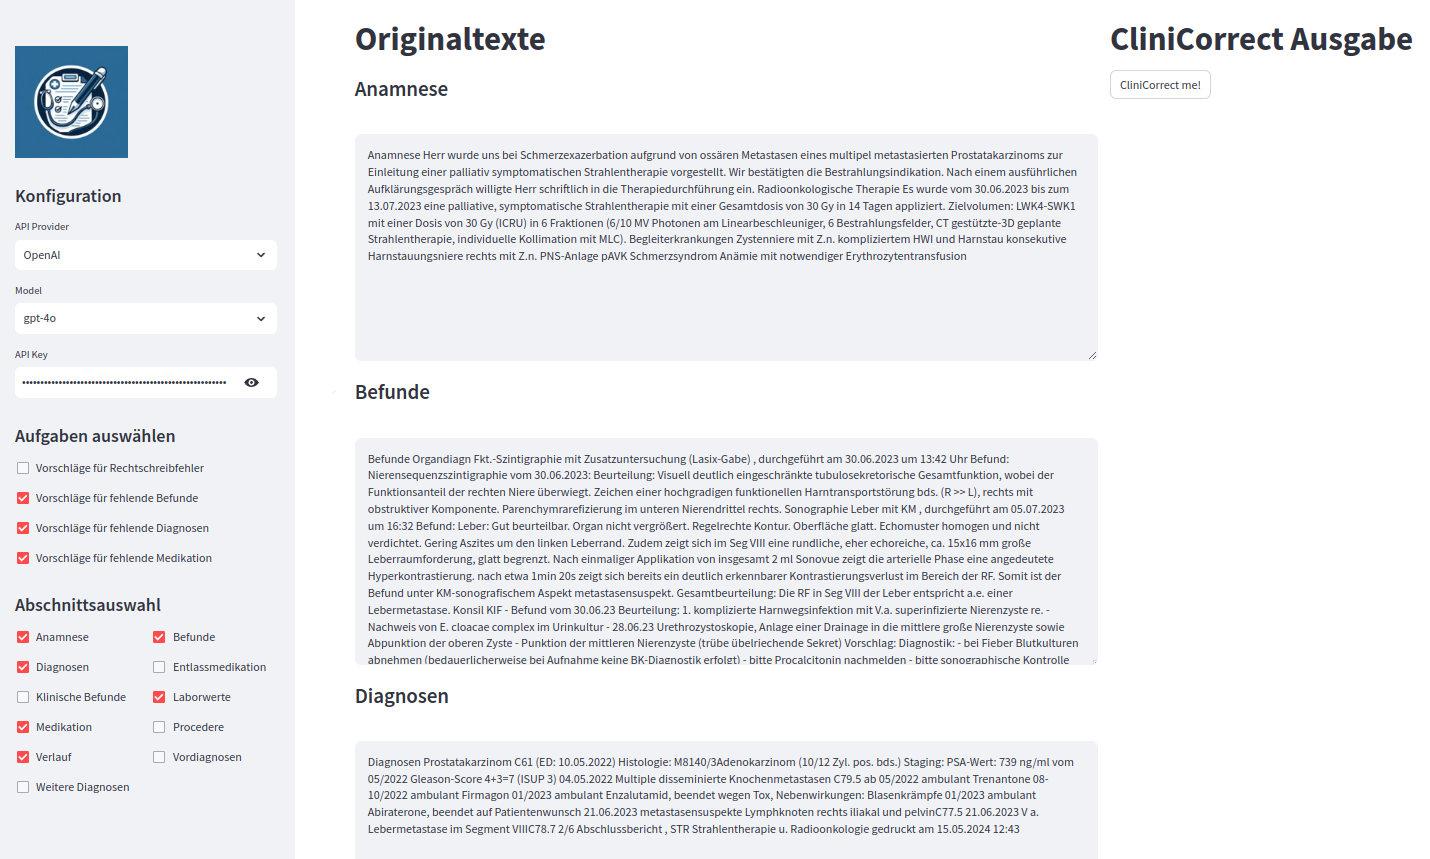 Konfiguration
API Provider
OpenAI
Model
gpt-4o
API Key
Aufgaben auswählen
Vorschläge für Rechtschreibfehler
Vorschläge für fehlende Befunde
Vorschläge für fehlende Diagnosen
Vorschläge für fehlende Medikation
Abschnittsauswahl
Anamnese
Befunde
Diagnosen
Entlassmedikation
Klinische Befunde
Laborwerte
Medikation
Procedere
Verlauf
Vordiagnosen
Weitere Diagnosen
Originaltexte
Anamnese
Anamnese Herr wurde uns bei Schmerzexazerbation aufgrund von ossären Metastasen eines multipel metastasierten Prostatakarzinoms zur
Einleitung einer palliativ symptomatischen Strahlentherapie vorgestellt. Wir bestätigten die Bestrahlungsindikation. Nach einem ausführlichen
Aufklärungsgespräch willigte Herr schriftlich in die Therapiedurchführung ein. Radioonkologische Therapie Es wurde vom 30.06.2023 bis zum
13.07.2023 eine palliative, symptomatische Strahlentherapie mit einer Gesamtdosis von 30 Gy in 14 Tagen appliziert. Zielvolumen: LWK4-SWK1
mit einer Dosis von 30 Gy (ICRU) in 6 Fraktionen (6/10 MV Photonen am Linearbeschleuniger, 6 Bestrahlungsfelder, CT gestützte-3D geplante
Strahlentherapie, individuelle Kollimation mit MLC). Begleiterkrankungen Zystenniere mit Z.n. kompliziertem HWI und Harnstau konsekutive
Harnstauungsniere rechts mit Z.n. PNS-Anlage pAVK Schmerzsyndrom Anämie mit notwendiger Erythrozytentransfusion
Befunde
Befunde Organdiagn Fkt.-Szintigraphie mit Zusatzuntersuchung (Lasix-Gabe) , durchgeführt am 30.06.2023 um 13:42 Uhr Befund:
Nierensequenzszintigraphie vom 30.06.2023: Beurteilung: Visuell deutlich eingeschränkte tubulosekretorische Gesamtfunktion, wobei der
Funktionsanteil der rechten Niere überwiegt. Zeichen einer hochgradigen funktionellen Harntransportstörung bds. (R >> L), rechts mit
obstruktiver Komponente. Parenchymrarefizierung im unteren Nierendrittel rechts. Sonographie Leber mit KM , durchgeführt am 05.07.2023
um 16:32 Befund: Leber: Gut beurteilbar. Organ nicht vergrößert. Regelrechte Kontur. Oberfläche glatt. Echomuster homogen und nicht
verdichtet. Gering Aszites um den linken Leberrand. Zudem zeigt sich im Seg VIII eine rundliche, eher echoreiche, ca. 15x16 mm große
Leberraumforderung, glatt begrenzt. Nach einmaliger Applikation von insgesamt 2 ml Sonovue zeigt die arterielle Phase eine angedeutete
Hyperkontrastierung. nach etwa 1min 20s zeigt sich bereits ein deutlich erkennbarer Kontrastierungsverlust im Bereich der RF. Somit ist der
Befund unter KM-sonografischem Aspekt metastasensuspekt. Gesamtbeurteilung: Die RF in Seg VIII der Leber entspricht a.e. einer
Lebermetastase. Konsil KIF - Befund vom 30.06.23 Beurteilung: 1. komplizierte Harnwegsinfektion mit V.a. superinfizierte Nierenzyste re. -
Nachweis von E. cloacae complex im Urinkultur - 28.06.23 Urethrozystoskopie, Anlage einer Drainage in die mittlere große Nierenzyste sowie
Abpunktion der oberen Zyste - Punktion der mittleren Nierenzyste (trübe übelriechende Sekret) Vorschlag: Diagnostik: - bei Fieber Blutkulturen
abnehmen (bedauerlicherweise bei Aufnahme keine BK-Diagnostik erfolgt) - bitte Procalcitonin nachmelden - bitte sonographische Kontrolle
Diagnosen
Diagnosen Prostatakarzinom C61 (ED: 10.05.2022) Histologie: M8140/3Adenokarzinom (10/12 Zyl. pos. bds.) Staging: PSA-Wert: 739 ng/ml vom
05/2022 Gleason-Score 4+3=7 (ISUP 3) 04.05.2022 Multiple disseminierte Knochenmetastasen C79.5 ab 05/2022 ambulant Trenantone 08-
10/2022 ambulant Firmagon 01/2023 ambulant Enzalutamid, beendet wegen Tox, Nebenwirkungen: Blasenkrämpfe 01/2023 ambulant
Abiraterone, beendet auf Patientenwunsch 21.06.2023 metastasensuspekte Lymphknoten rechts iliakal und pelvinC77.5 21.06.2023 V a.
Lebermetastase im Segment VIIIC78.7 2/6 Abschlussbericht , STR Strahlentherapie u. Radioonkologie gedruckt am 15.05.2024 12:43
CliniCorrect Ausgabe
CliniCorrect me!